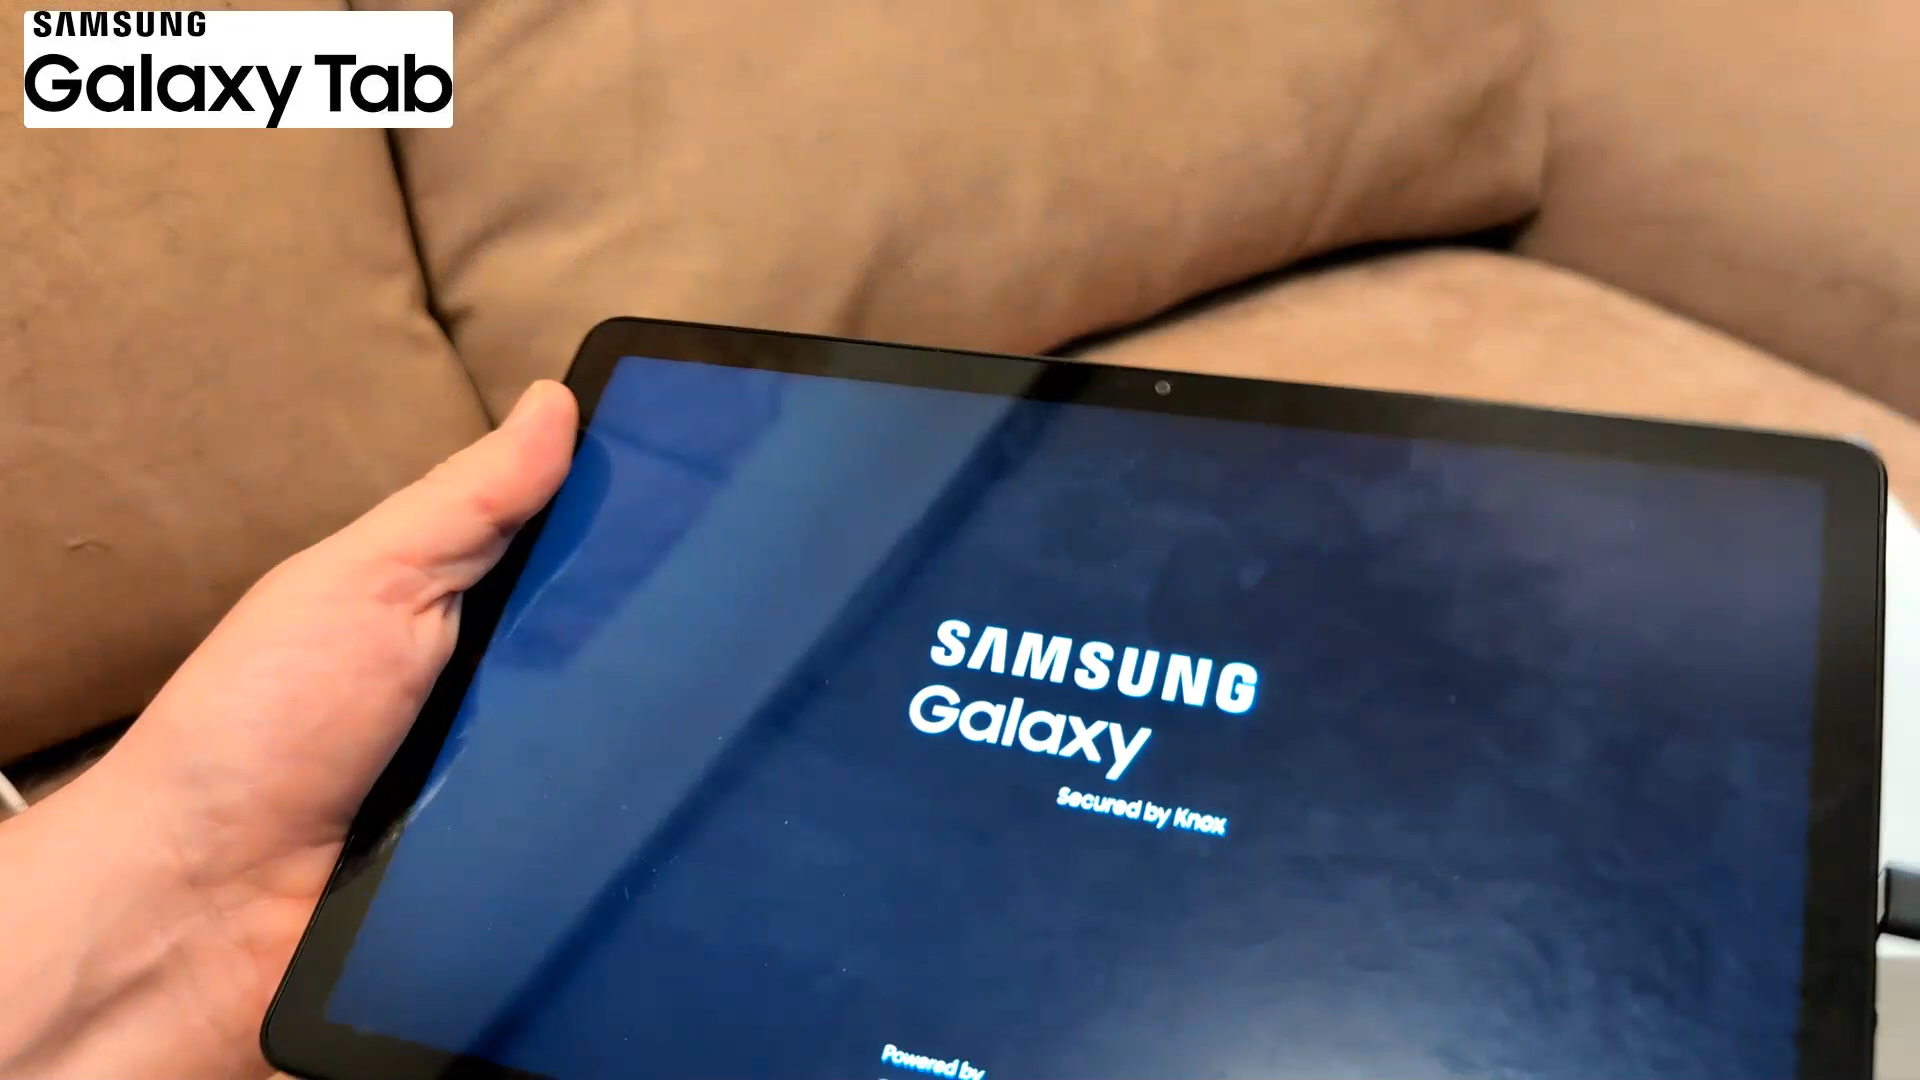 SAMSUNG
Galaxy Tab
SAMSUNG
Galaxy
Secured by Knox
Powered by